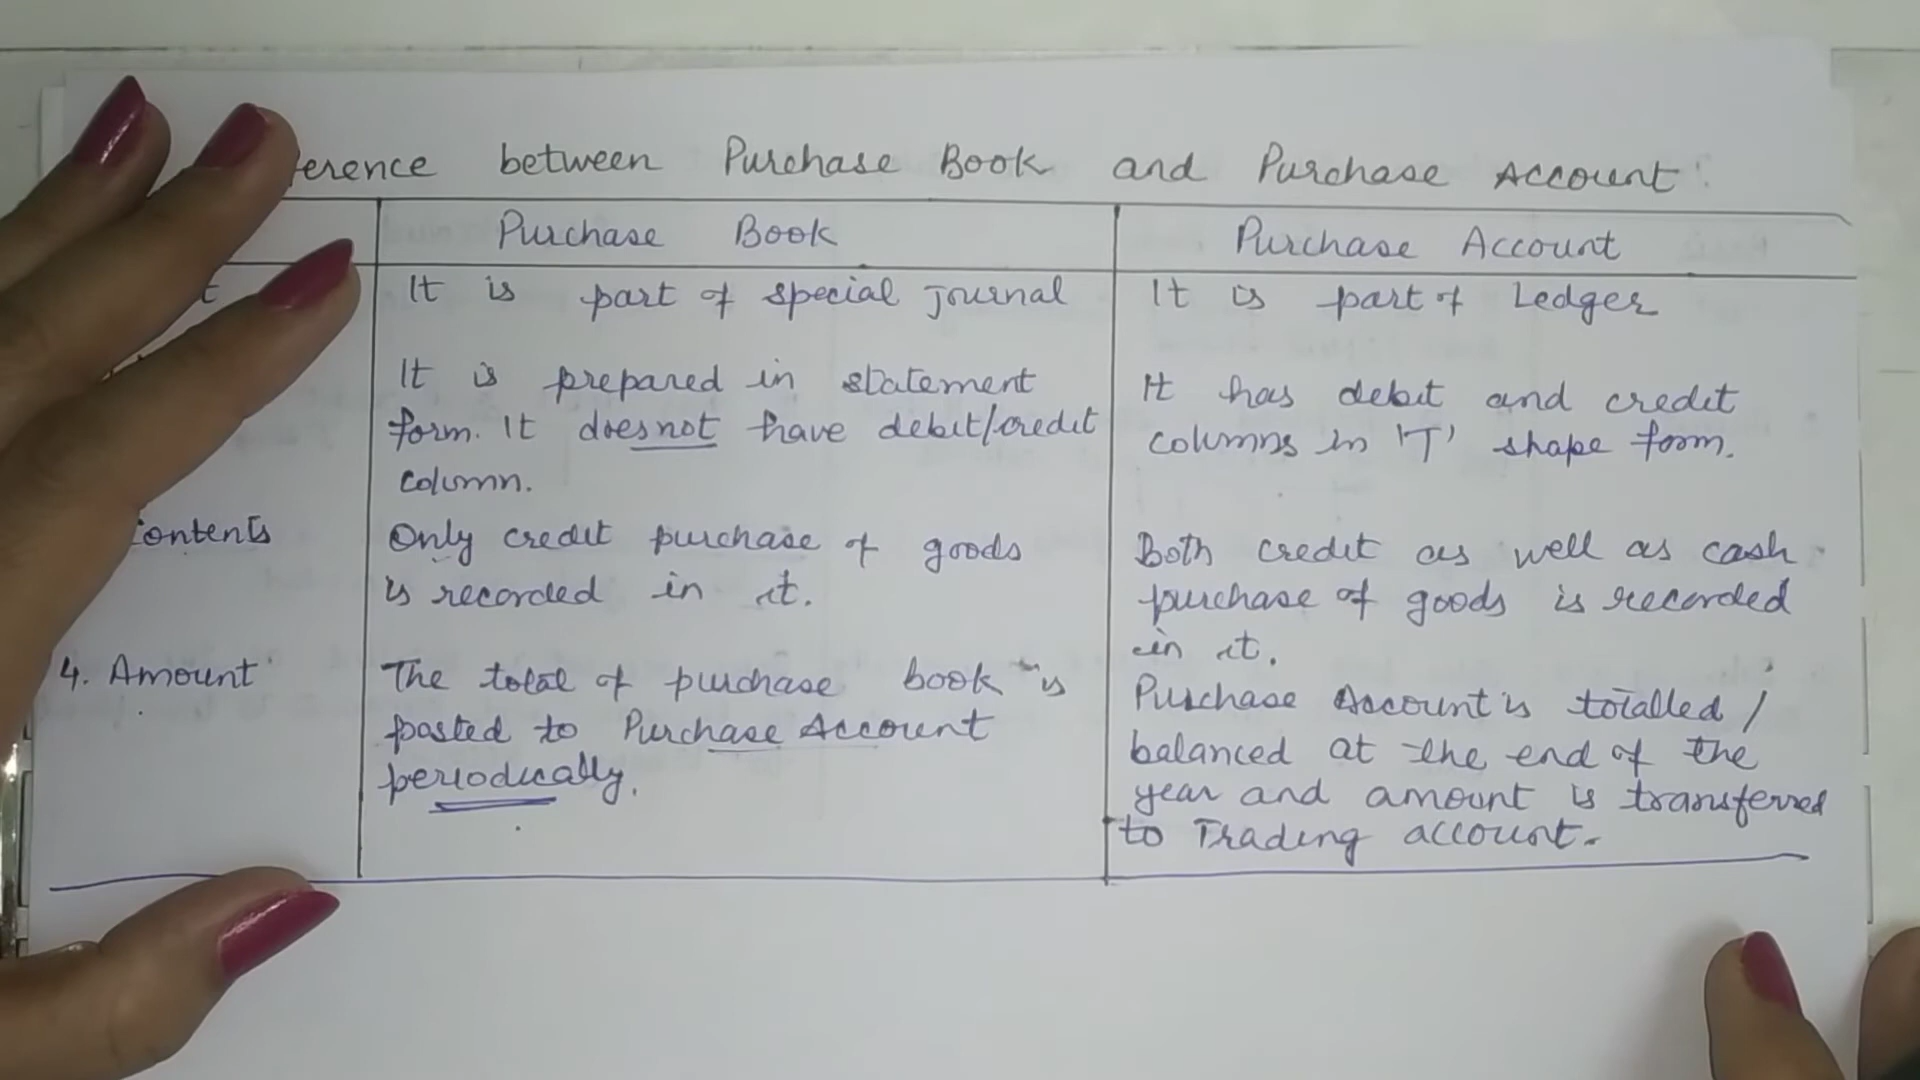 between Purchase Book and Purchase Account
Purchase Book
Purchase Account
It is part of special Journal
It is part of Ledger
It is prepared in statement
form. It does not have debit/credit
column.
It has debit and credit
columns in 'T' shape form.
Contents
Only credit purchase of goods
is recorded in it.
Both credit as well as cash
purchase of goods is recorded
in it.
4. Amount
The total of purchase book is
posted to Purchase Account
periodically.
Purchase Account is totalled /
balanced at the end of the
year and amount is transferred
to Trading account.